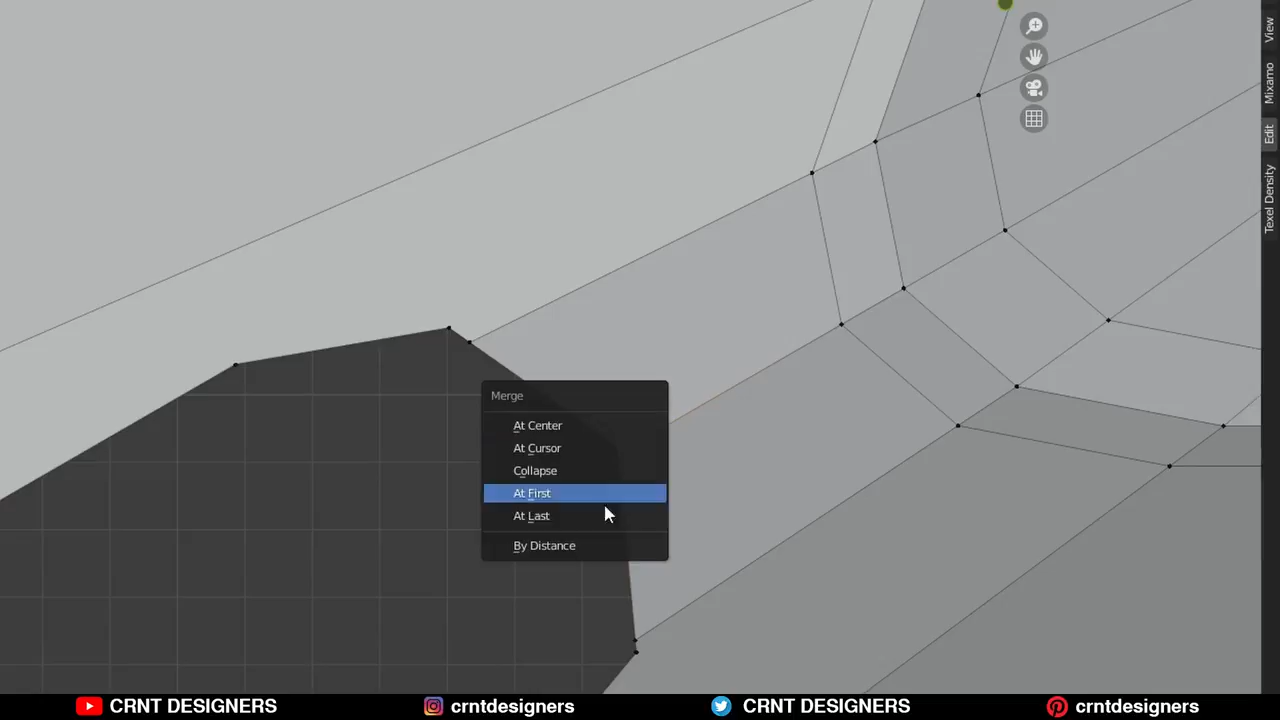 View
Mixamo
Edit
Texel Density
Merge
At Center
At Cursor
Collapse
At First
At Last
By Distance
CRNT DESIGNERS
crntdesigners
CRNT DESIGNERS
crntdesigners